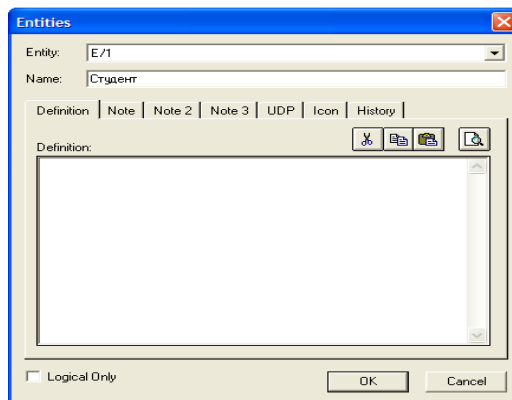 Entities
Entity: E/1
Name: Студент
Definition Note Note 2 Note 3 UDP Icon History
Definition:
Logical Only OK Cancel